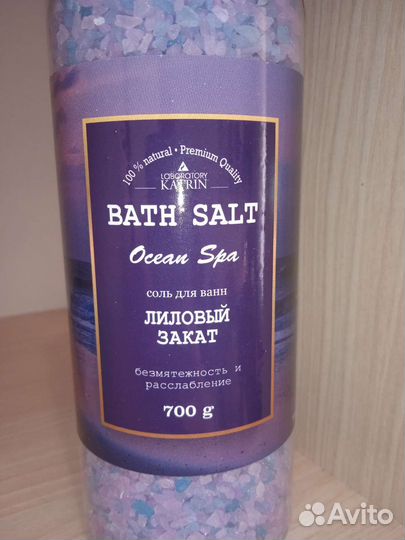 100 % natural • Premium Quality
LABORATORY
KATRIN
BATH SALT
Ocean Spa
соль для ванн
ЛИЛОВЫЙ
ЗАКАТ
безмятежность и
расслабление
700 g
Avito